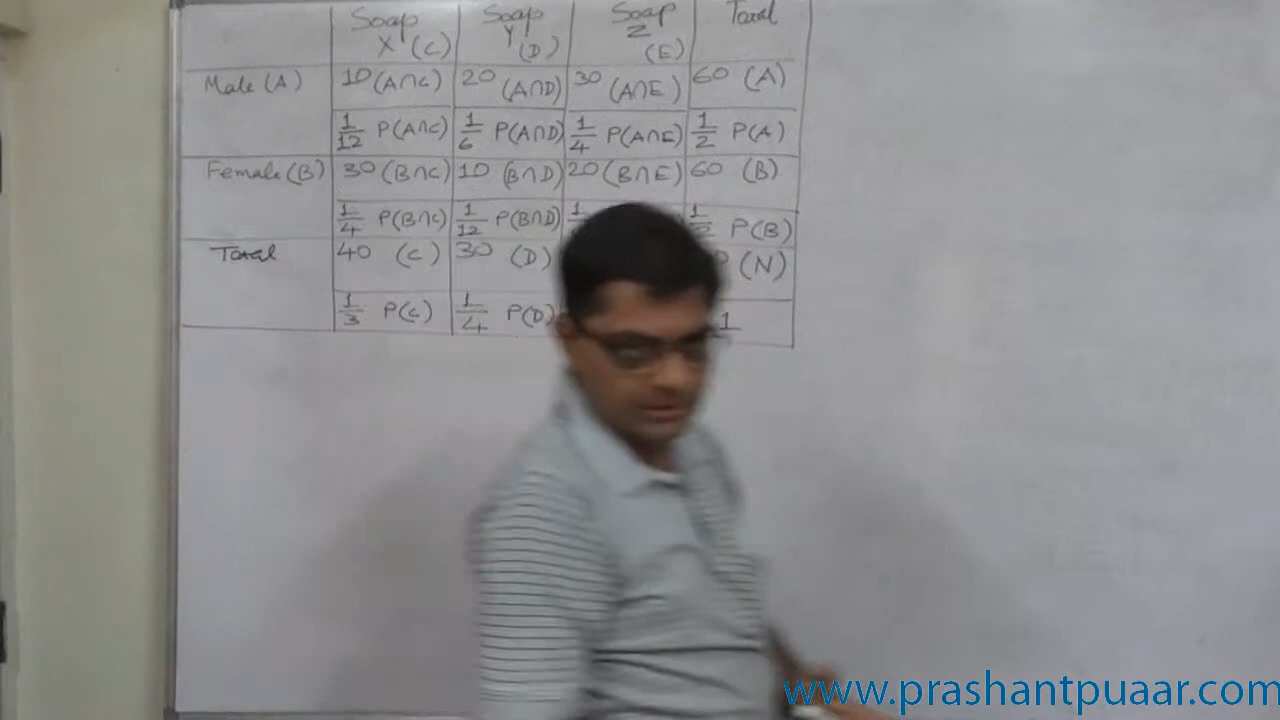 Soap Soap Soap Total
X (C) Y (D) Z (E)
Male (A) 10 (A∩C) 20 (A∩D) 30 (A∩E) 60 (A)
1/12 P(A∩C) 1/6 P(A∩D) 1/4 P(A∩E) 1/2 P(A)
Female (B) 30 (B∩C) 10 (B∩D) 20 (B∩E) 60 (B)
1/4 P(B∩C) 1/12 P(B∩D) P(B)
Total 40 (C) 30 (D) (N)
1/3 P(C) 1/4 P(D) 1
www.prashantpuaar.com